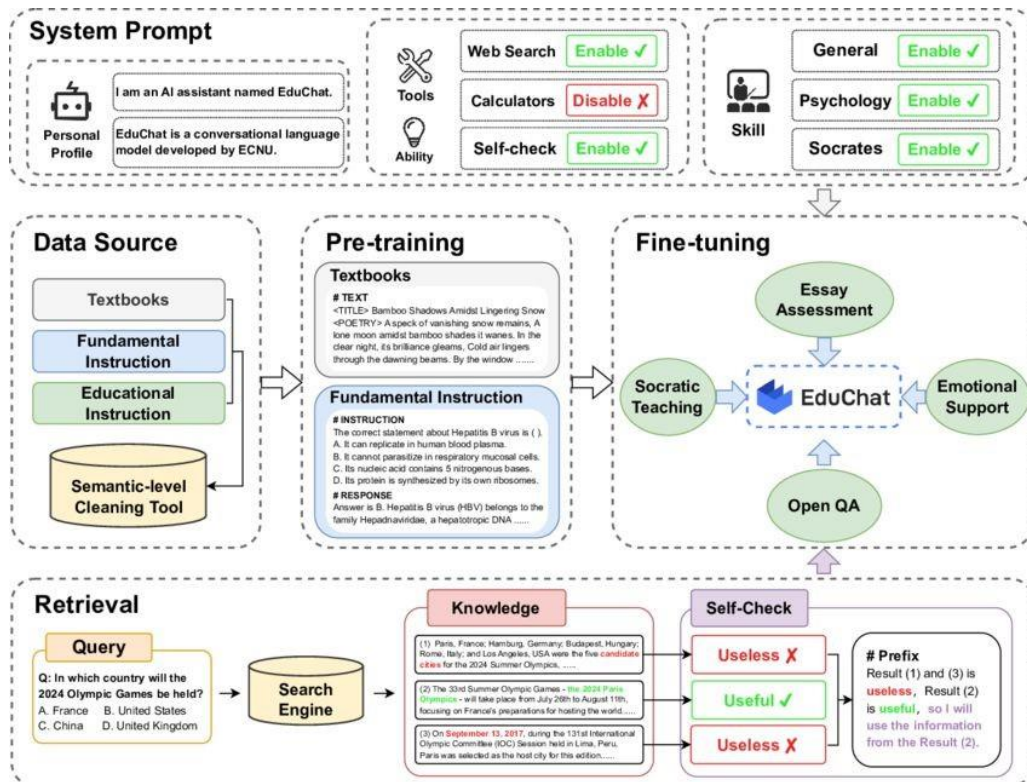 System Prompt
Personal
Profile
I am an AI assistant named EduChat.
EduChat is a conversational language
model developed by ECNU.
Tools
Ability
Web Search Enable ✓
Calculators Disable ✗
Self-check Enable ✓
Skill
General Enable ✓
Psychology Enable ✓
Socrates Enable ✓
Data Source
Textbooks
Fundamental
Instruction
Educational
Instruction
Semantic-level
Cleaning Tool
Pre-training
Textbooks
# TEXT
<TITLE> Bamboo Shadows Amidst Lingering Snow
<POETRY> A speck of vanishing snow remains, A
lone moon amidst bamboo shades it wanes. In the
clear night, its brilliance gleams, Cold air lingers
through the dawning beams. By the window .......
Fundamental Instruction
# INSTRUCTION
The correct statement about Hepatitis B virus is ( ).
A. It can replicate in human blood plasma.
B. It cannot parasitize in respiratory mucosal cells.
C. Its nucleic acid contains 5 nitrogenous bases.
D. Its protein is synthesized by its own ribosomes.
# RESPONSE
Answer is B. Hepatitis B virus (HBV) belongs to the
family Hepadnaviridae, a hepatotropic DNA ......
Fine-tuning
Essay
Assessment
Socratic
Teaching
EduChat
Emotional
Support
Open QA
Retrieval
Query
Q: In which country will the
2024 Olympic Games be held?
A. France B. United States
C. China D. United Kingdom
Search
Engine
Knowledge
(1) Paris, France; Hamburg, Germany; Budapest, Hungary;
Rome, Italy; and Los Angeles, USA were the five candidate
cities for the 2024 Summer Olympics, ......
(2) The 33rd Summer Olympic Games - the 2024 Paris
Olympics - will take place from July 26th to August 11th,
focusing on France's preparations for hosting the world......
(3) On September 13, 2017, during the 131st International
Olympic Committee (IOC) Session held in Lima, Peru,
Paris was selected as the host city for this edition......
Self-Check
Useless ✗
Useful ✓
Useless ✗
# Prefix
Result (1) and (3) is
useless, Result (2)
is useful, so I will
use the information
from the Result (2).